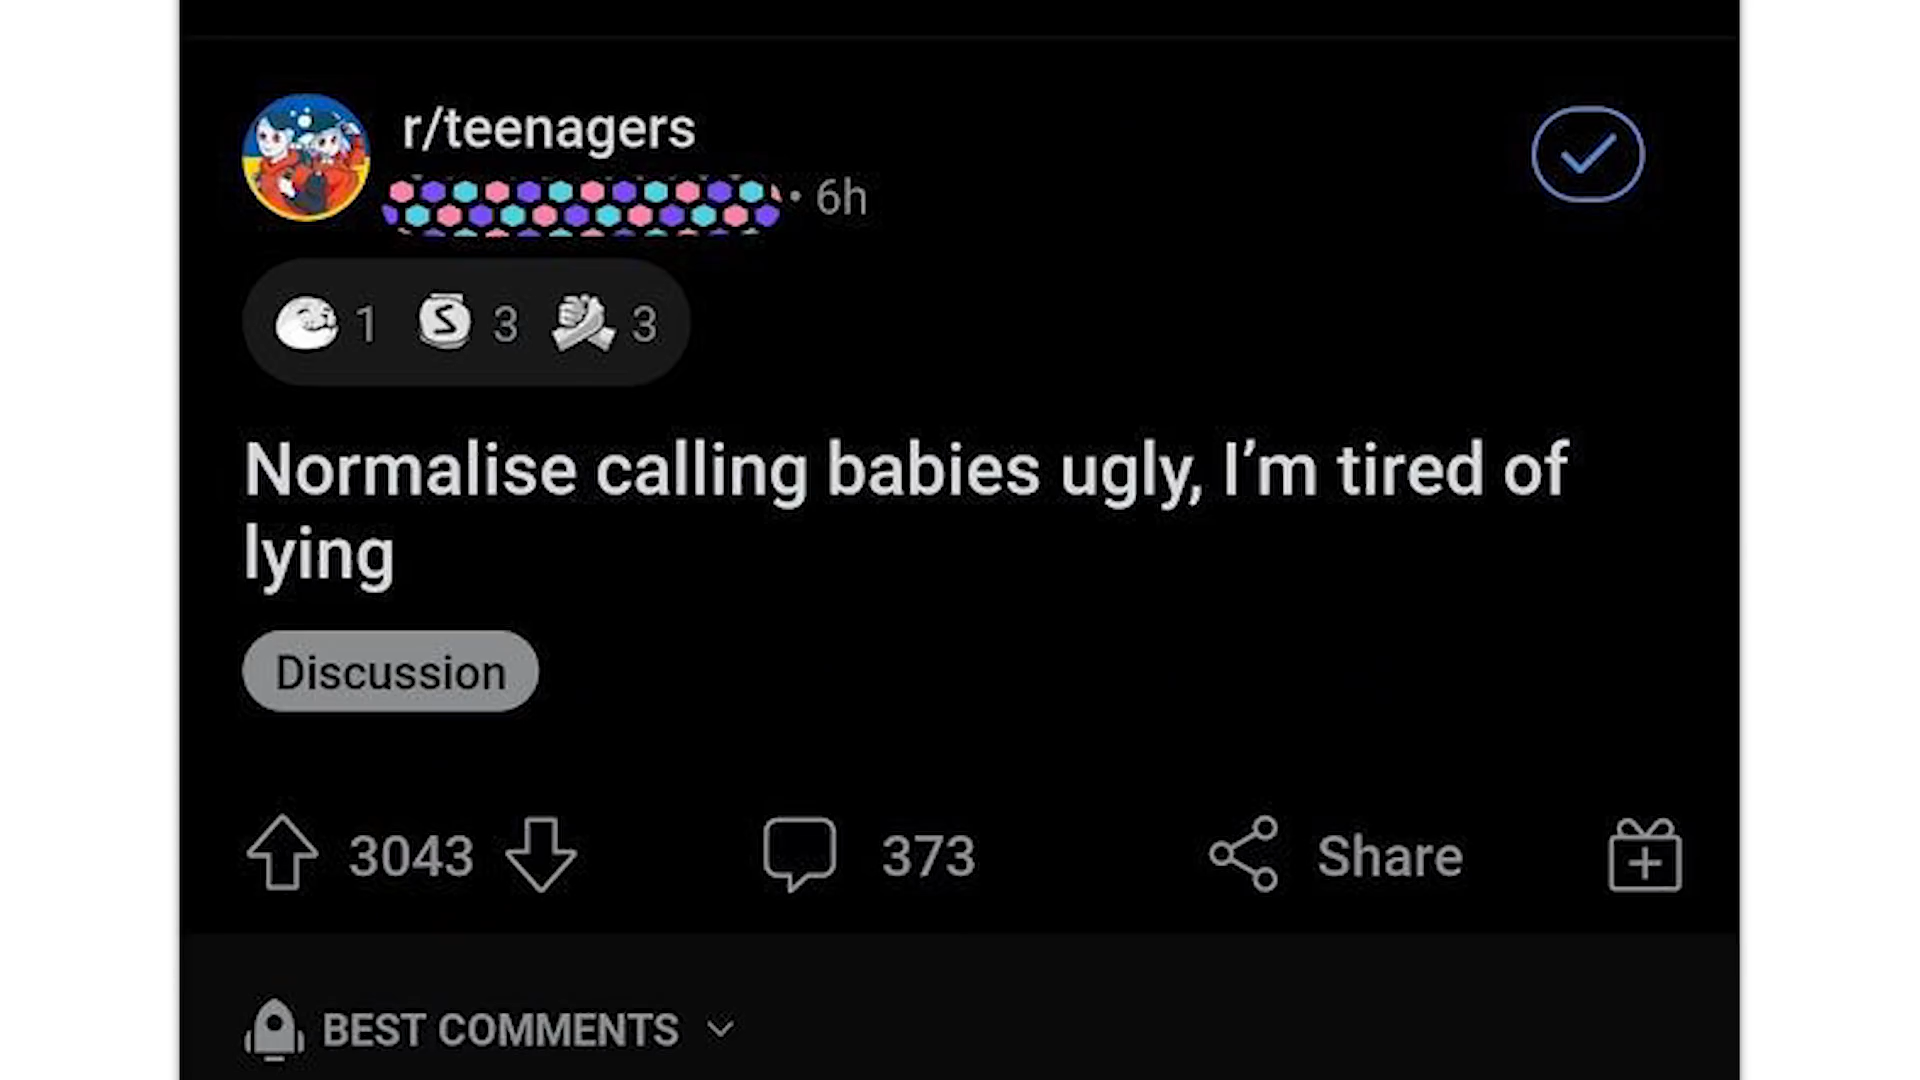 r/teenagers
• 6h
1 S 3 3
Normalise calling babies ugly, I’m tired of
lying
Discussion
3043 373 Share
BEST COMMENTS